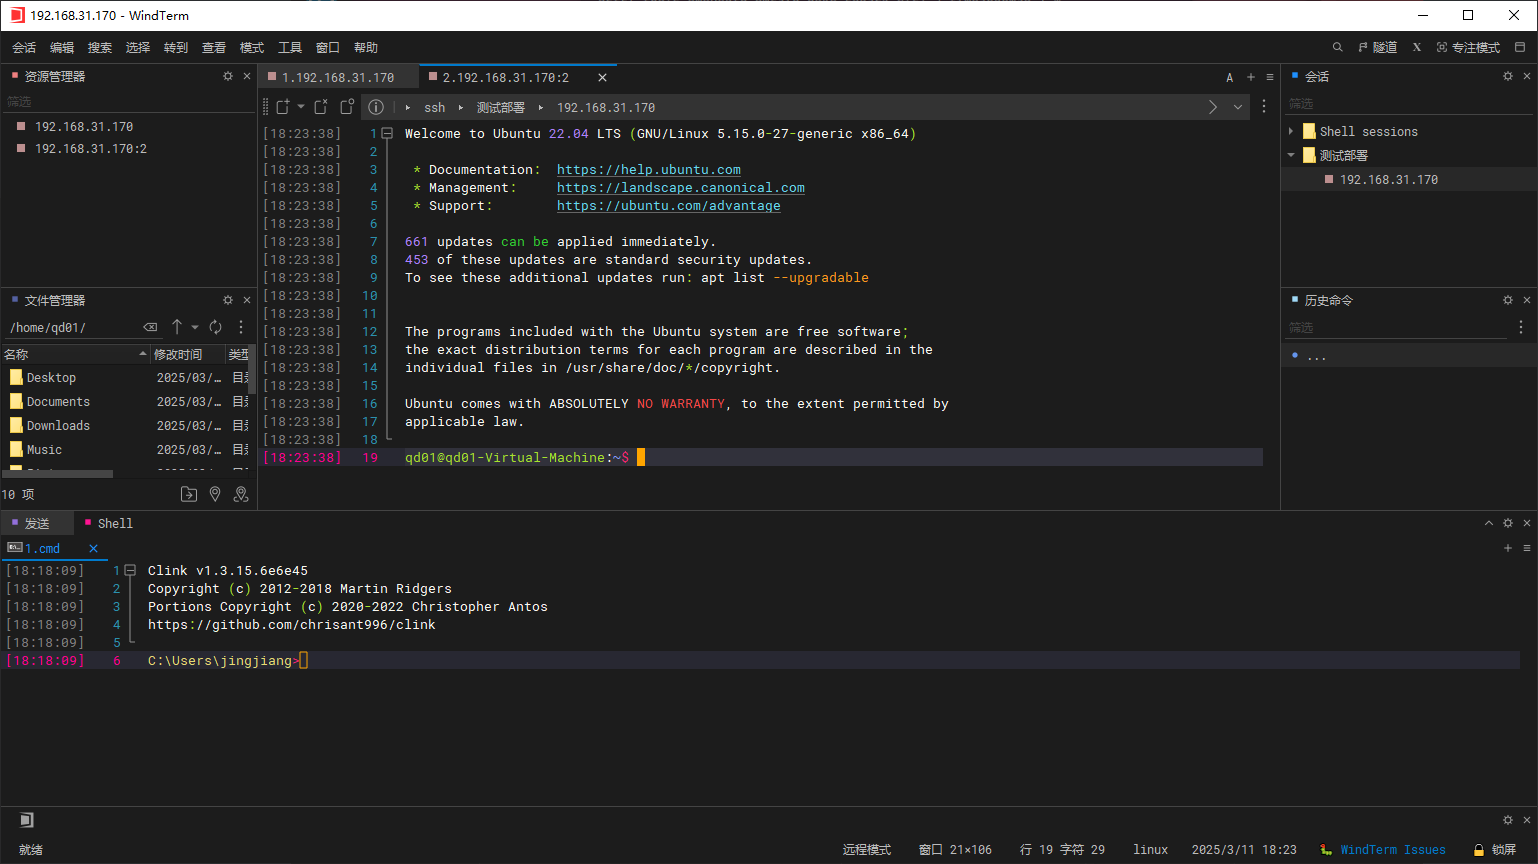 192.168.31.170 - WindTerm
会话 编辑 搜索 选择 转到 查看 模式 工具 窗口 帮助
隧道 X 专注模式
资源管理器
筛选
192.168.31.170
192.168.31.170:2
文件管理器
/home/qd01/
名称 修改时间 类型
Desktop 2025/03/... 目录
Documents 2025/03/... 目录
Downloads 2025/03/... 目录
Music 2025/03/... 目录
10 项
1.192.168.31.170 2.192.168.31.170:2
A
ssh 测试部署 192.168.31.170
[18:23:38] 1 Welcome to Ubuntu 22.04 LTS (GNU/Linux 5.15.0-27-generic x86_64)
[18:23:38] 2
[18:23:38] 3 * Documentation: https://help.ubuntu.com
[18:23:38] 4 * Management: https://landscape.canonical.com
[18:23:38] 5 * Support: https://ubuntu.com/advantage
[18:23:38] 6
[18:23:38] 7 661 updates can be applied immediately.
[18:23:38] 8 453 of these updates are standard security updates.
[18:23:38] 9 To see these additional updates run: apt list --upgradable
[18:23:38] 10
[18:23:38] 11
[18:23:38] 12 The programs included with the Ubuntu system are free software;
[18:23:38] 13 the exact distribution terms for each program are described in the
[18:23:38] 14 individual files in /usr/share/doc/*/copyright.
[18:23:38] 15
[18:23:38] 16 Ubuntu comes with ABSOLUTELY NO WARRANTY, to the extent permitted by
[18:23:38] 17 applicable law.
[18:23:38] 18
[18:23:38] 19 qd01@qd01-Virtual-Machine:~$
会话
筛选
Shell sessions
测试部署
192.168.31.170
历史命令
筛选
...
发送 Shell
1.cmd
[18:18:09] 1 Clink v1.3.15.6e6e45
[18:18:09] 2 Copyright (c) 2012-2018 Martin Ridgers
[18:18:09] 3 Portions Copyright (c) 2020-2022 Christopher Antos
[18:18:09] 4 https://github.com/chrisant996/clink
[18:18:09] 5
[18:18:09] 6 C:\Users\jingjiang>
就绪 远程模式 窗口 21×106 行 19 字符 29 linux 2025/3/11 18:23 WindTerm Issues 锁屏